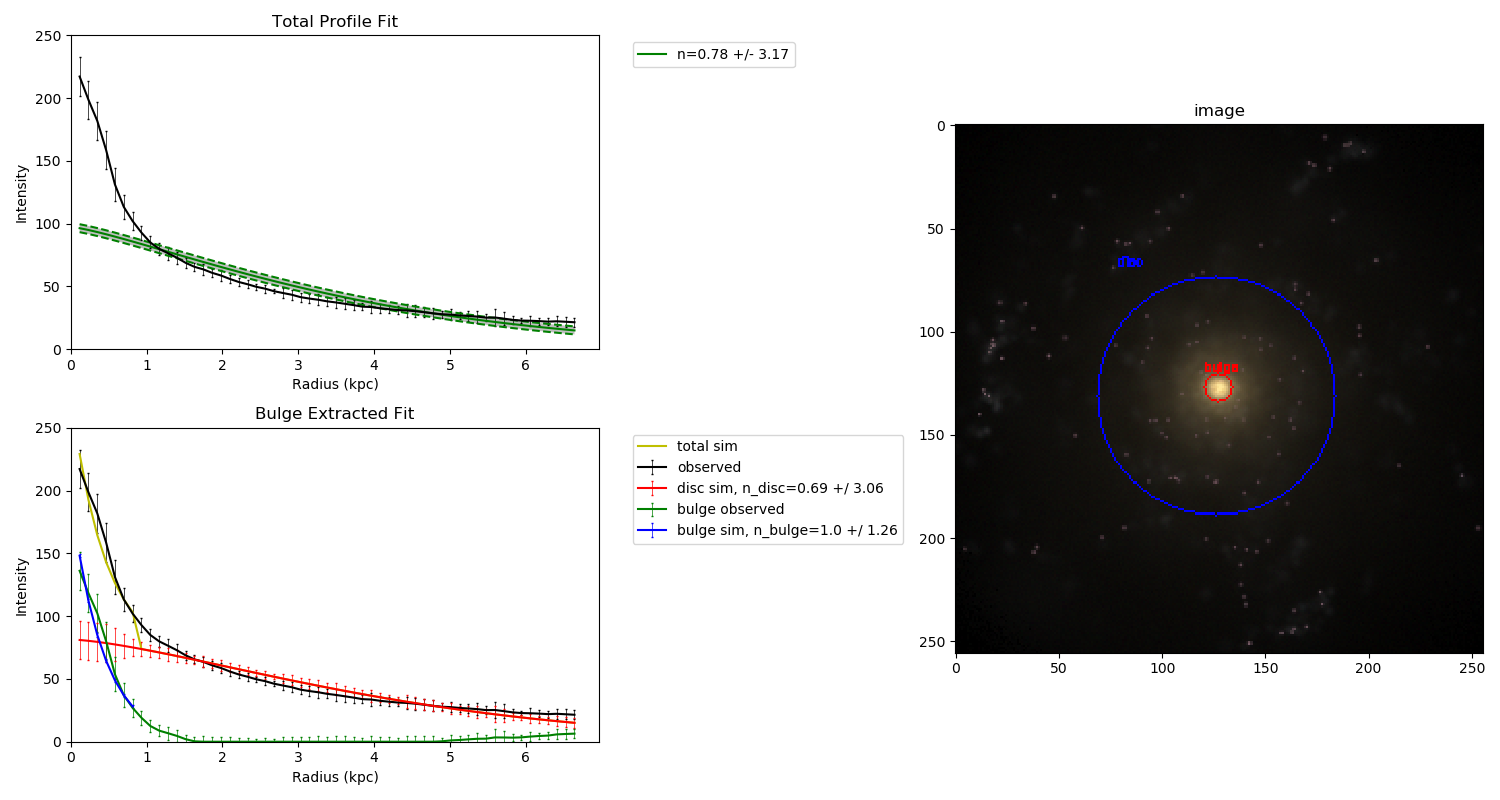 Total Profile Fit
250
200
150
100
50
0
Intensity
0 1 2 3 4 5 6
Radius (kpc)
n=0.78 +/- 3.17
Bulge Extracted Fit
250
200
150
100
50
0
Intensity
0 1 2 3 4 5 6
Radius (kpc)
total sim
observed
disc sim, n_disc=0.69 +/ 3.06
bulge observed
bulge sim, n_bulge=1.0 +/ 1.26
image
0
50
100
150
200
250
bulge
0 50 100 150 200 250